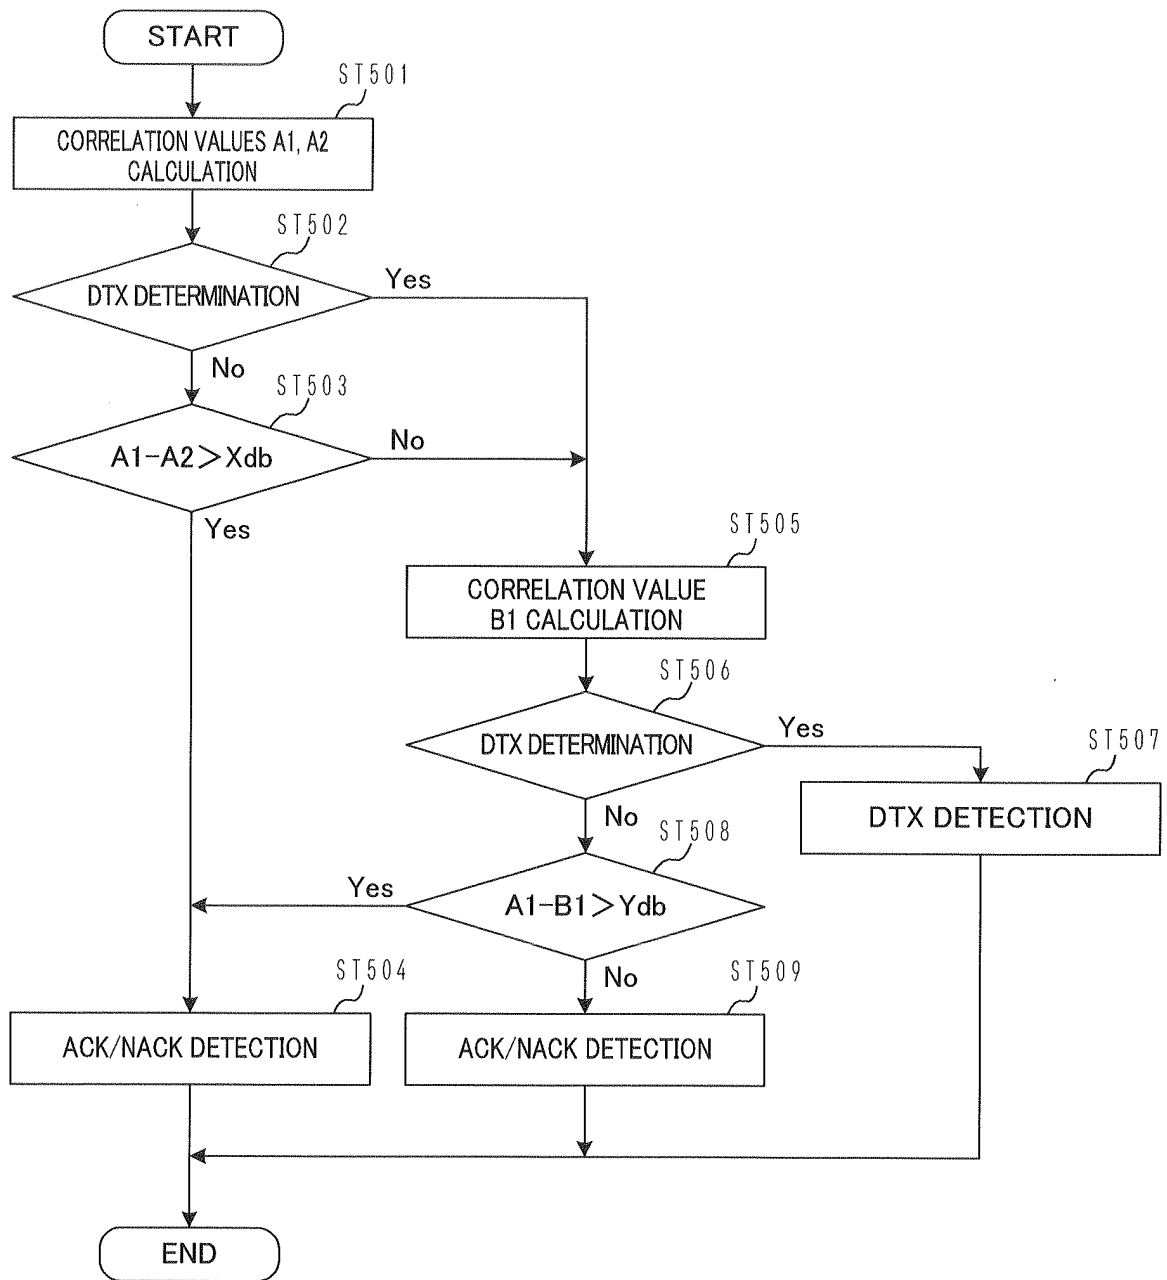 START
ST501
CORRELATION VALUES A1, A2
CALCULATION
ST502
DTX DETERMINATION
Yes
No
ST503
A1-A2>Xdb
No
Yes
ST505
CORRELATION VALUE
B1 CALCULATION
ST506
DTX DETERMINATION
Yes
ST507
DTX DETECTION
No
ST508
Yes
A1-B1>Ydb
No
ST504
ST509
ACK/NACK DETECTION
ACK/NACK DETECTION
END